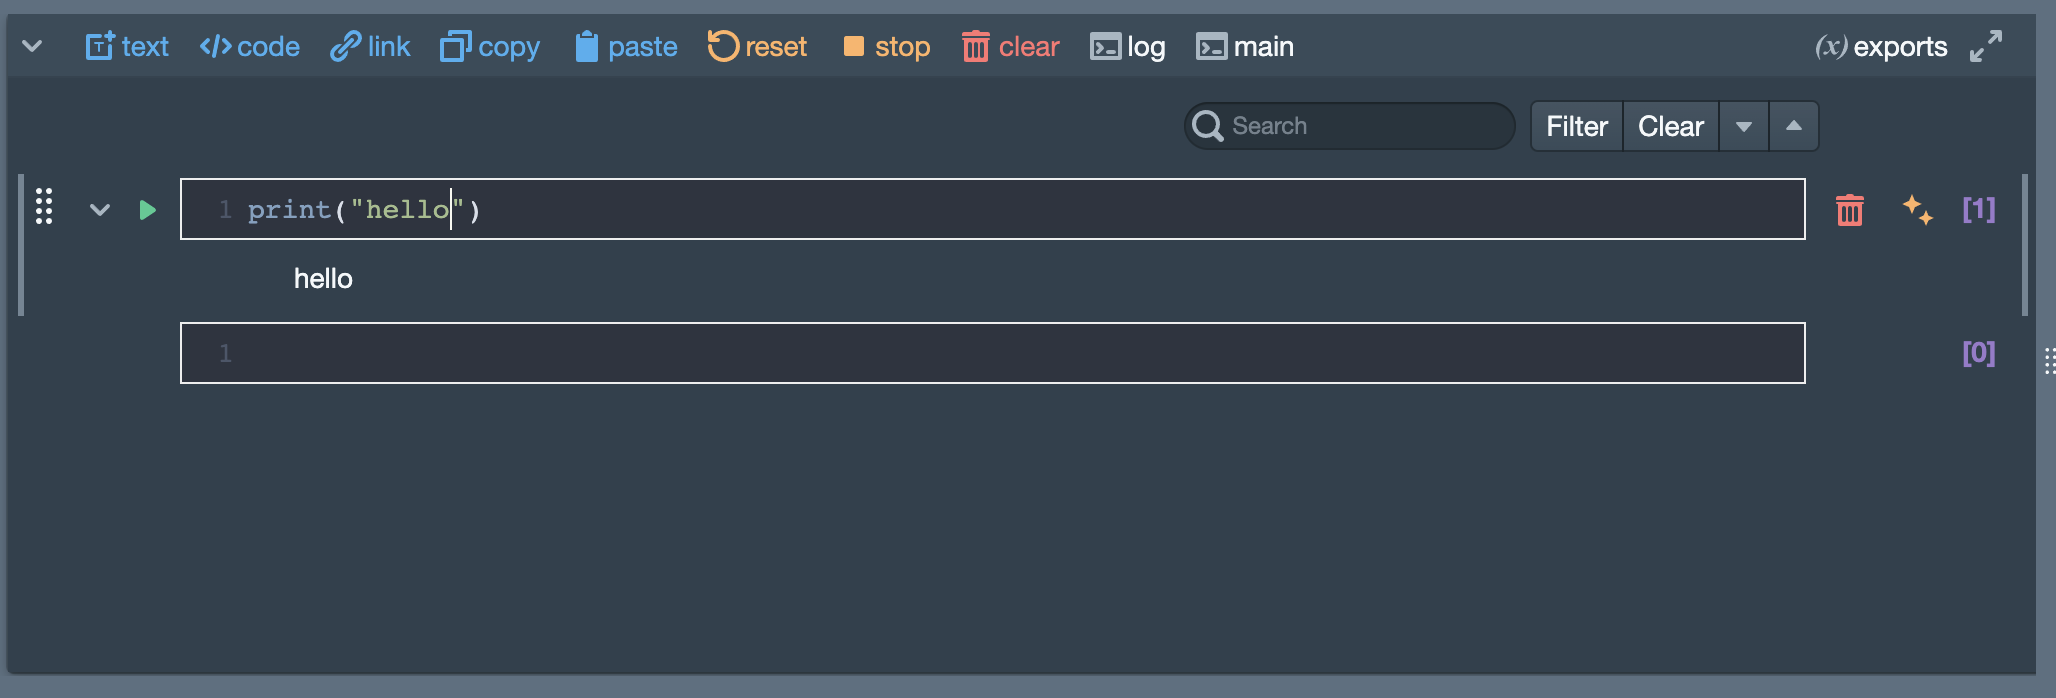 text code link copy paste reset stop clear log main (x) exports
Search Filter Clear
1 print("hello") [1]
hello
1 [0]